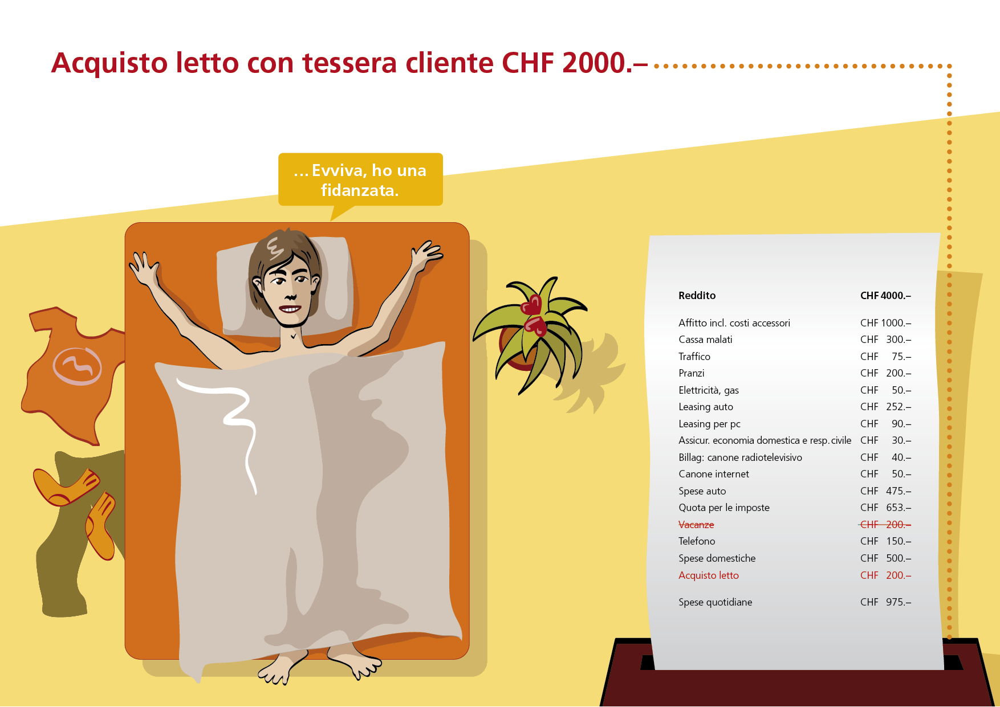 Acquisto letto con tessera cliente CHF 2000.–
... Evviva, ho una
fidanzata.
Reddito CHF 4000.–
Affitto incl. costi accessori CHF 1000.–
Cassa malati CHF 300.–
Traffico CHF 75.–
Pranzi CHF 200.–
Elettricità, gas CHF 50.–
Leasing auto CHF 252.–
Leasing per pc CHF 90.–
Assicur. economia domestica e resp. civile CHF 30.–
Billag: canone radiotelevisivo CHF 40.–
Canone internet CHF 50.–
Spese auto CHF 475.–
Quota per le imposte CHF 653.–
Vacanze CHF 200.–
Telefono CHF 150.–
Spese domestiche CHF 500.–
Acquisto letto CHF 200.–
Spese quotidiane CHF 975.–